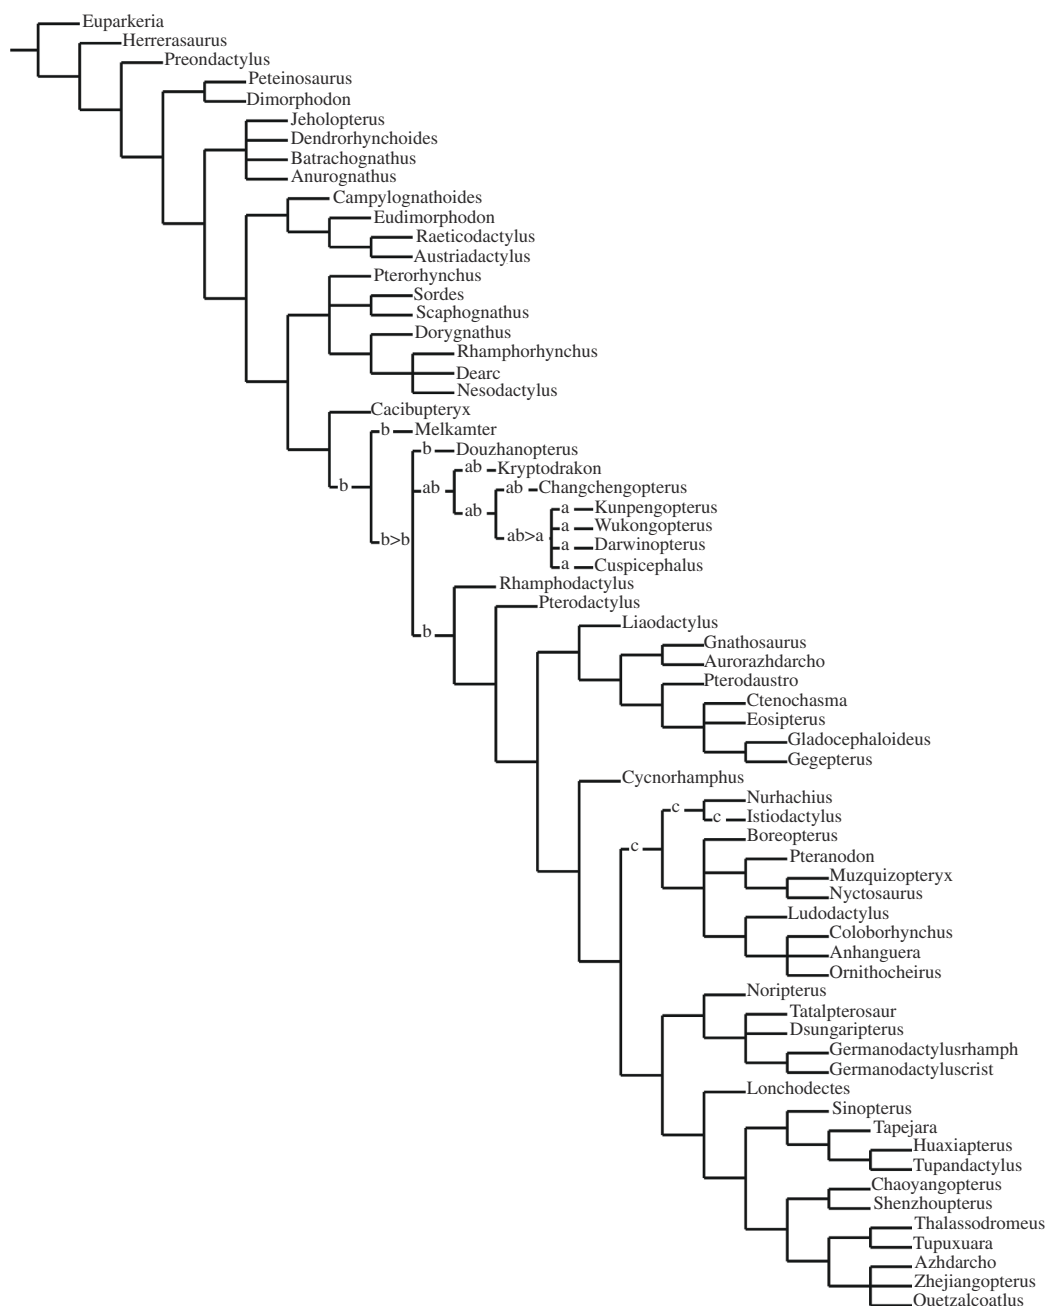 Euparkeria
Herrerasaurus
Preondactylus
Peteinosaurus
Dimorphodon
Jeholopterus
Dendrorhynchoides
Batrachognathus
Anurognathus
Campylognathoides
Eudimorphodon
Raeticodactylus
Austriadactylus
Pterorhynchus
Sordes
Scaphognathus
Dorygnathus
Rhamphorhynchus
Dearc
Nesodactylus
Cacibupteryx
b Melkamter
b Douzhanopterus
ab Kryptodrakon
b ab ab Changchengopterus
a Kunpengopterus
ab
a Wukongopterus
b>b ab>a
a Darwinopterus
a Cuspicephalus
Rhamphodactylus
Pterodactylus
Liaodactylus
b
Gnathosaurus
Aurorazhdarcho
Pterodaustro
Ctenochasma
Eosipterus
Gladocephaloideus
Gegepterus
Cycnorhamphus
Nurhachius
c
c Istiodactylus
Boreopterus
c
Pteranodon
Muzquizopteryx
Nyctosaurus
Ludodactylus
Coloborhynchus
Anhanguera
Ornithocheirus
Noripterus
Tatalpterosaur
Dsungaripterus
Germanodactylusrhamph
Germanodactyluscrist
Lonchodectes
Sinopterus
Tapejara
Huaxiapterus
Tupandactylus
Chaoyangopterus
Shenzhoupterus
Thalassodromeus
Tupuxuara
Azhdarcho
Zhejiangopterus
Quetzalcoatlus